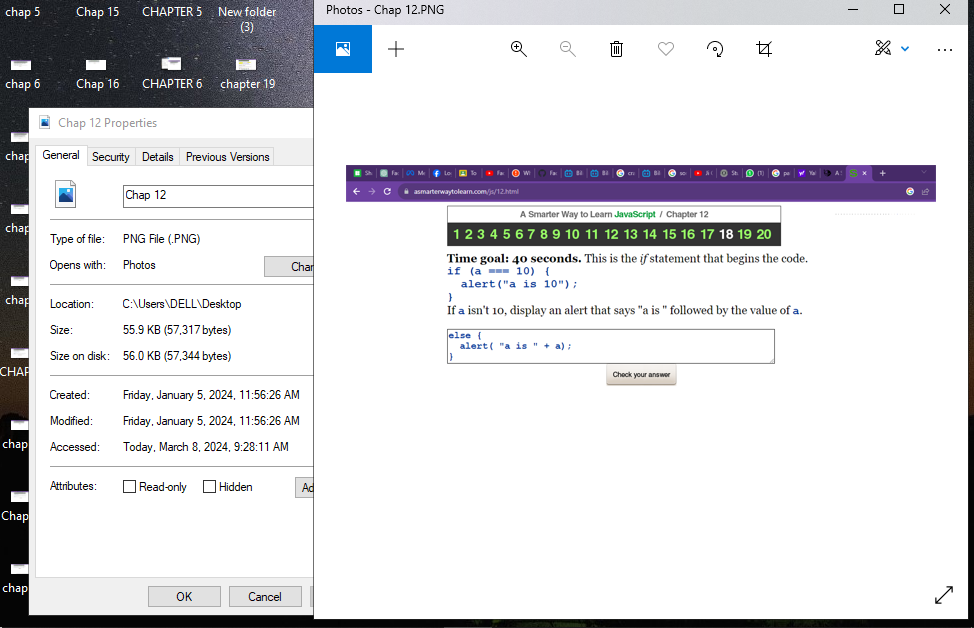 chap 5
Chap 15
CHAPTER 5
New folder
(3)
chap 6
Chap 16
CHAPTER 6
chapter 19
chap
chap
chap
CHAP
chap
Chap
chap
Chap 12 Properties
General
Security
Details
Previous Versions
Chap 12
Type of file:
PNG File (.PNG)
Opens with:
Photos
Char
Location:
C:\Users\DELL\Desktop
Size:
55.9 KB (57,317 bytes)
Size on disk:
56.0 KB (57,344 bytes)
Created:
Friday, January 5, 2024, 11:56:26 AM
Modified:
Friday, January 5, 2024, 11:56:26 AM
Accessed:
Today, March 8, 2024, 9:28:11 AM
Attributes:
Read-only
Hidden
Ad
OK
Cancel
Photos - Chap 12.PNG
asmarterwaytolearn.com/js/12.html
A Smarter Way to Learn JavaScript / Chapter 12
1 2 3 4 5 6 7 8 9 10 11 12 13 14 15 16 17 18 19 20
Time goal: 40 seconds. This is the if statement that begins the code.
if (a === 10) {
alert("a is 10");
}
If a isn't 10, display an alert that says "a is " followed by the value of a.
else {
alert( "a is " + a);
}
Check your answer